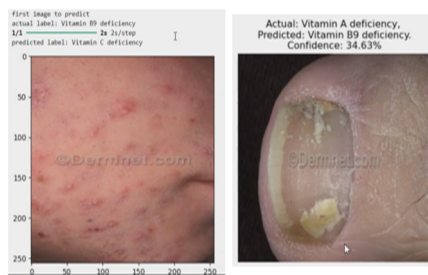 first image to predict
actual label: Vitamin B9 deficiency
1/1 2s 2s/step
predicted label: Vitamin C deficiency
0
50
100
150
200
250
0 50 100 150 200 250
©Dermnet.com
Actual: Vitamin A deficiency,
Predicted: Vitamin B9 deficiency.
Confidence: 34.63%
©Dermnet.com